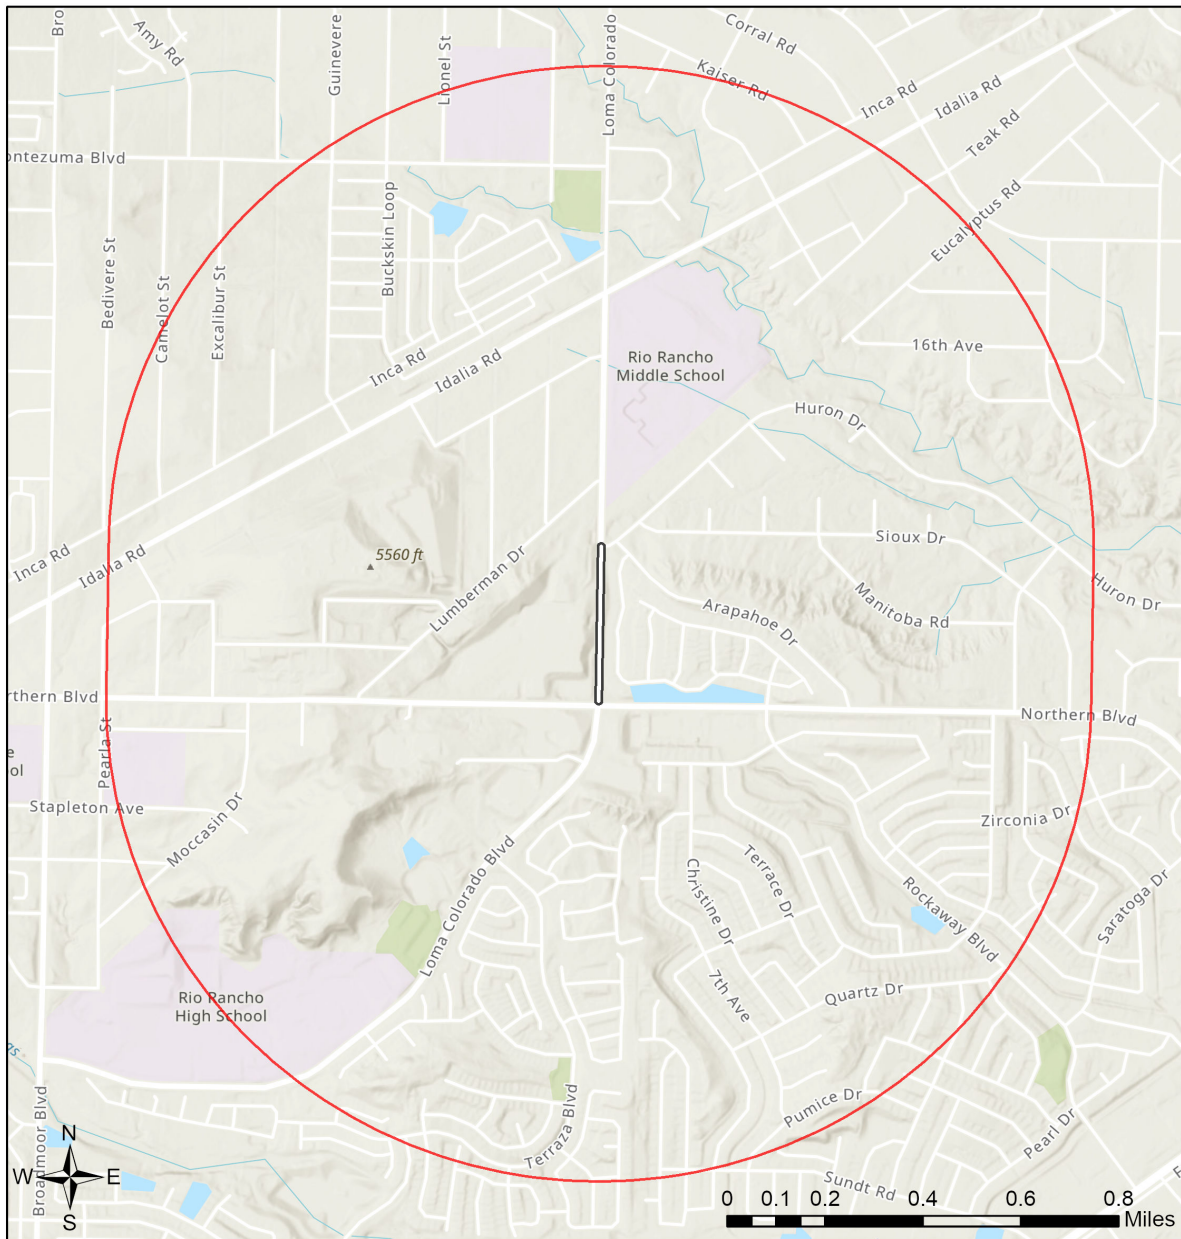 Bro
Amy Rd
Guinevere
Lionel St
Loma Colorado
Corral Rd
Kaiser Rd
Inca Rd
Idalia Rd
Teak Rd
ontezuma Blvd
Buckskin Loop
Eucalyptus Rd
Bedivere St
Camelot St
Excalibur St
16th Ave
Rio Rancho
Middle School
Inca Rd
Idalia Rd
Huron Dr
Sioux Dr
5560 ft
Inca Rd
Idalia Rd
Lumberman Dr
Arapahoe Dr
Manitoba Rd
Huron Dr
rthern Blvd
Northern Blvd
Pearla St
e
ol
Stapleton Ave
Moccasin Dr
Zirconia Dr
Loma Colorado Blvd
Christine Dr
Terrace Dr
Rockaway Blvd
Saratoga Dr
7th Ave
Quartz Dr
Rio Rancho
High School
gs
Broadmoor Blvd
Terraza Blvd
Pumice Dr
Pearl Dr
Sundt Rd
N
W
E
S
0 0.1 0.2 0.4 0.6 0.8
Miles